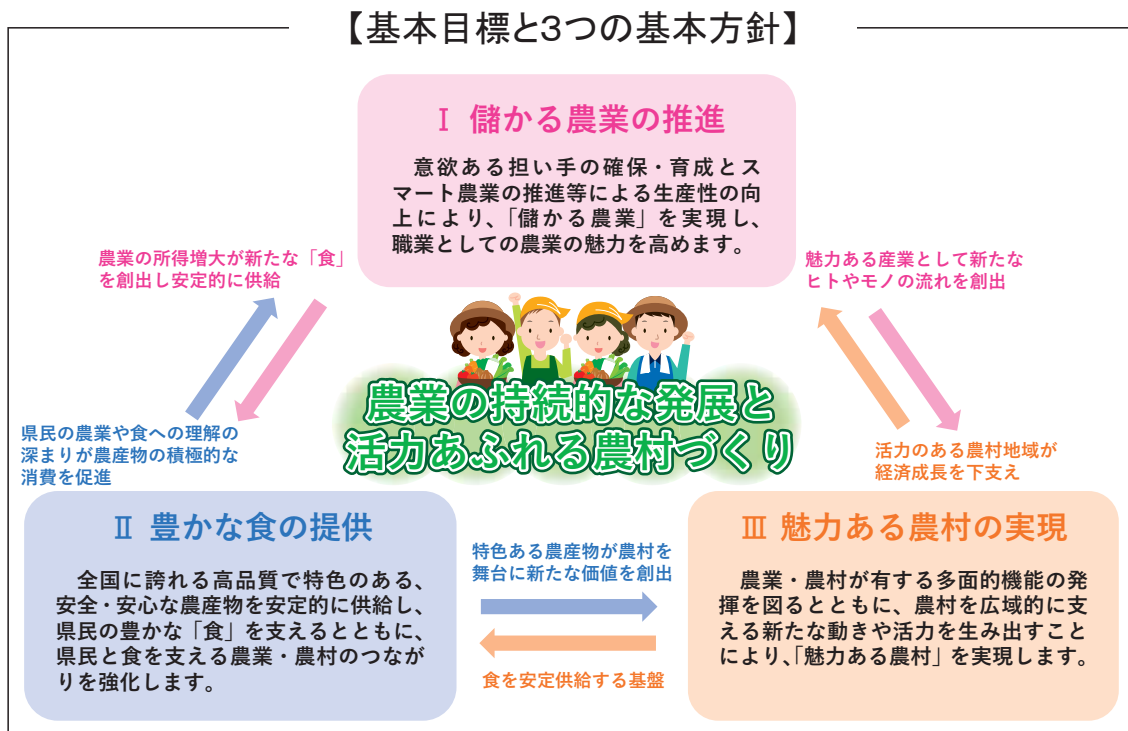 【基本目標と3つの基本方針】
Ⅰ 儲かる農業の推進
意欲ある担い手の確保・育成とス
マート農業の推進等による生産性の向
上により、「儲かる農業」を実現し、
職業としての農業の魅力を高めます。
農業の所得増大が新たな「食」
を創出し安定的に供給
魅力ある産業として新たな
ヒトやモノの流れを創出
農業の持続的な発展と
活力あふれる農村づくり
県民の農業や食への理解の
深まりが農産物の積極的な
消費を促進
活力のある農村地域が
経済成長を下支え
Ⅱ 豊かな食の提供
全国に誇れる高品質で特色のある、
安全・安心な農産物を安定的に供給し、
県民の豊かな「食」を支えるとともに、
県民と食を支える農業・農村のつなが
りを強化します。
特色ある農産物が農村を
舞台に新たな価値を創出
食を安定供給する基盤
Ⅲ 魅力ある農村の実現
農業・農村が有する多面的機能の発
揮を図るとともに、農村を広域的に支
える新たな動きや活力を生み出すこと
により、「魅力ある農村」を実現します。